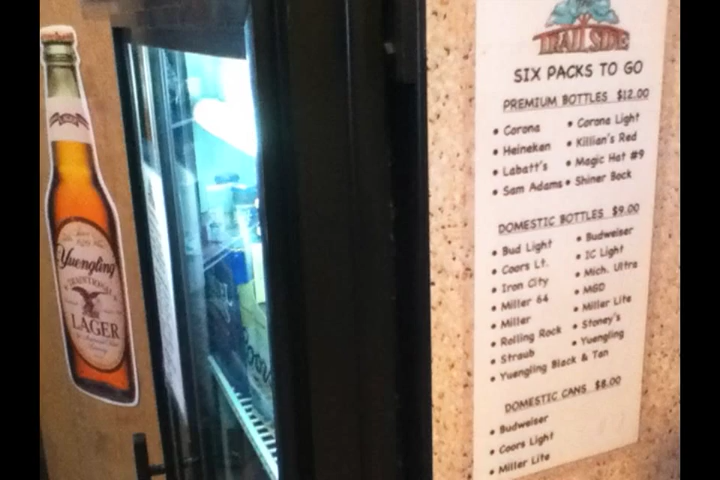 Yuengling
TRADITIONAL
LAGER
TRAIL SIDE
SIX PACKS TO GO
PREMIUM BOTTLES $12.00
• Corona
• Heineken
• Labatt's
• Sam Adams
• Corona Light
• Killian's Red
• Magic Hat #9
• Shiner Bock
DOMESTIC BOTTLES $9.00
• Bud Light
• Coors Lt.
• Iron City
• Miller 64
• Miller
• Rolling Rock
• Straub
• Yuengling Black & Tan
• Budweiser
• IC Light
• Mich. Ultra
• MGD
• Miller Lite
• Stoney's
• Yuengling
DOMESTIC CANS $8.00
• Budweiser
• Coors Light
• Miller Lite